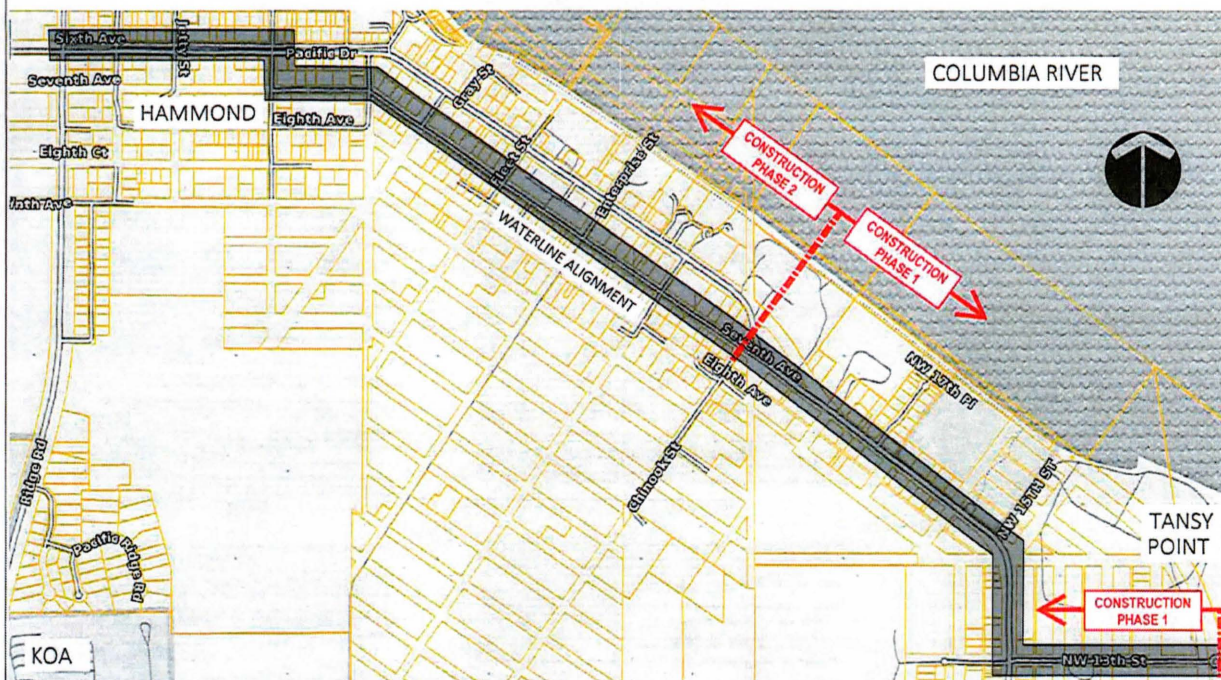 Sixth Ave
Jetty St
Pacific Dr
COLUMBIA RIVER
Seventh Ave
HAMMOND
Gray St
Eighth Ave
Eighth Ct
Fleet St
Enterprise St
CONSTRUCTION
PHASE 2
CONSTRUCTION
PHASE 1
WATERLINE ALIGNMENT
Seventh Ave
Eighth Ave
NW 17th Pl
Chinook St
Ridge Rd
NW 15TH ST
TANSY
POINT
Pacific Ridge Rd
CONSTRUCTION
PHASE 1
KOA
NW 13th St